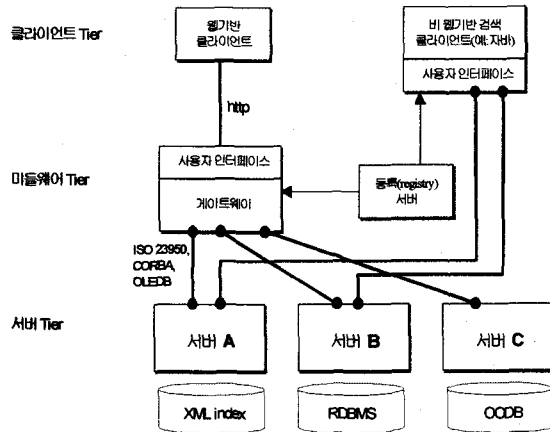 클라이언트 Tier
웹기반
클라이언트
비 웹기반 검색
클라이언트(예:자바)
사용자 인터페이스
http
미들웨어 Tier
사용자 인터페이스
게이트웨이
등록(registry)
서버
ISO 23950,
CORBA,
OLEDB
서버 Tier
서버 A
서버 B
서버 C
XML index
RDBMS
OODB